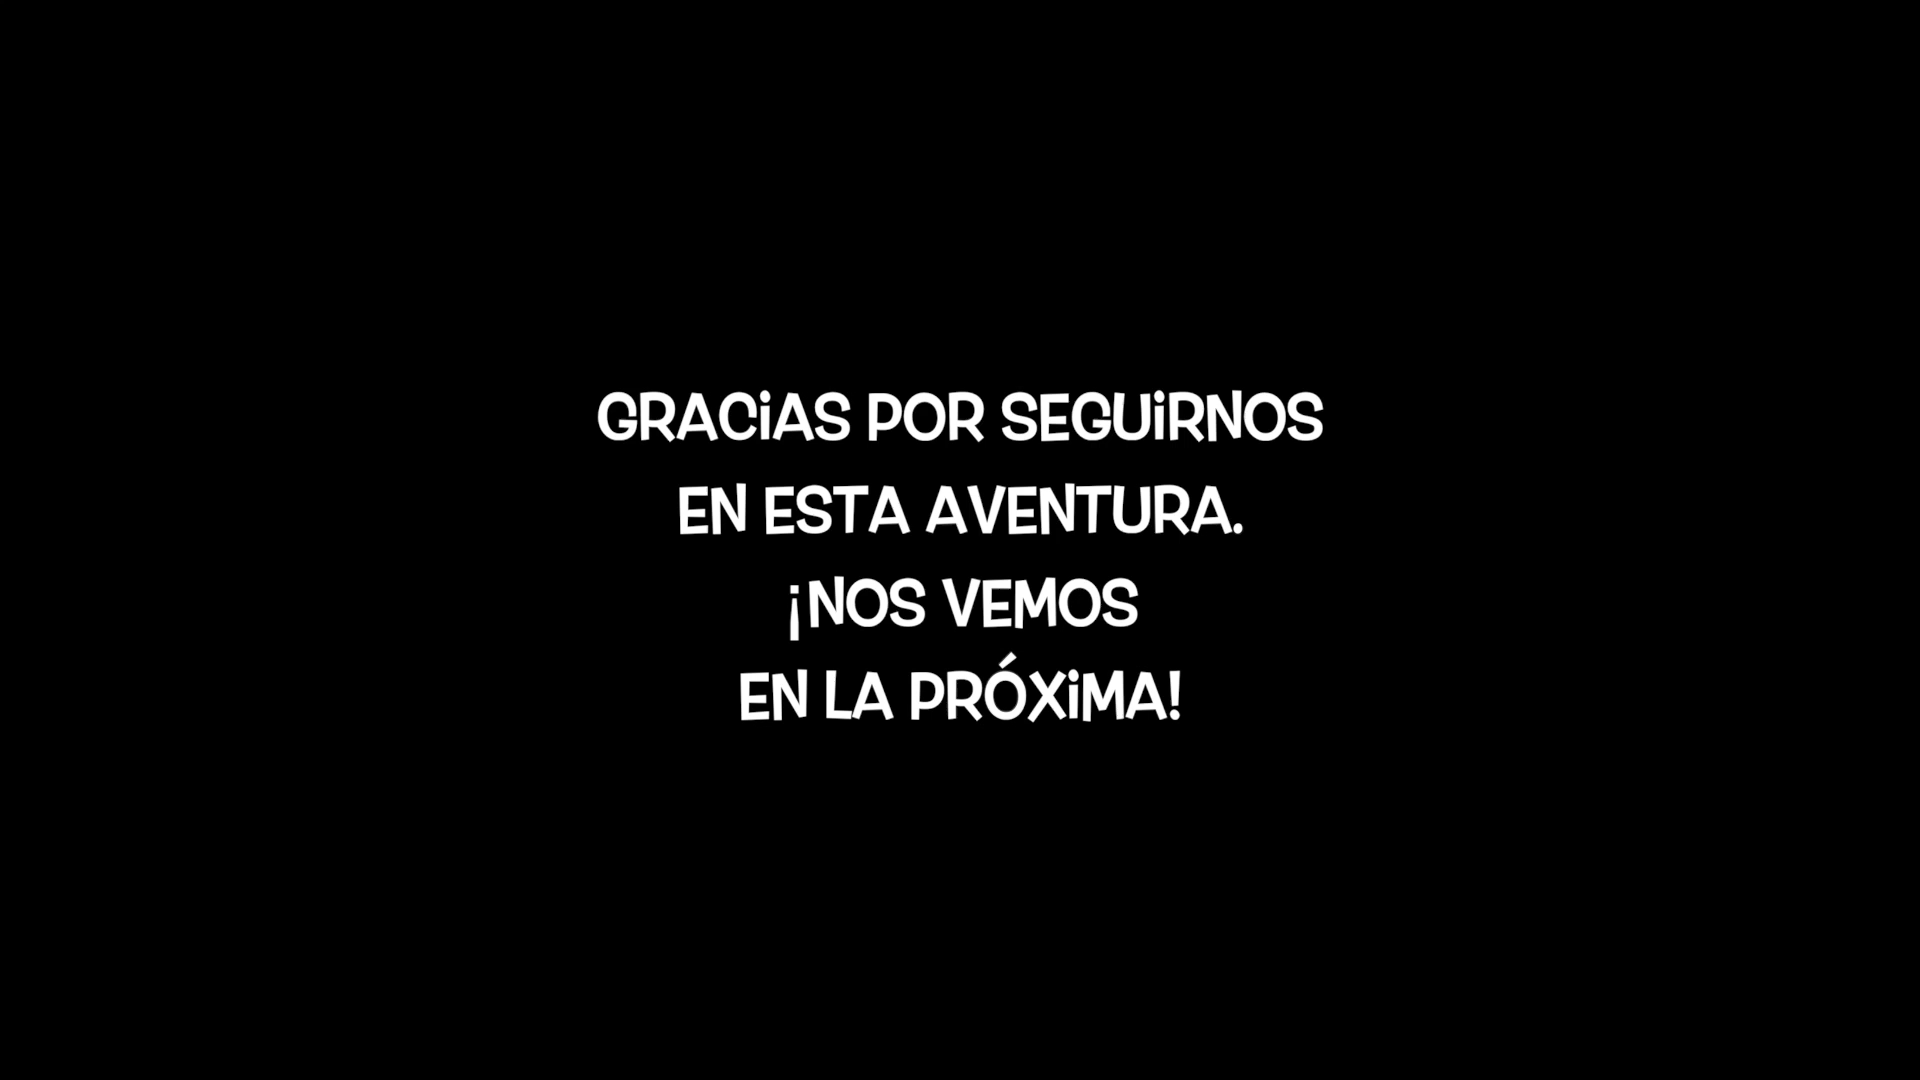 GRACiAS POR SEGUiRNOS
EN ESTA AVENTURA.
¡NOS VEMOS
EN LA PRÓXiMA!